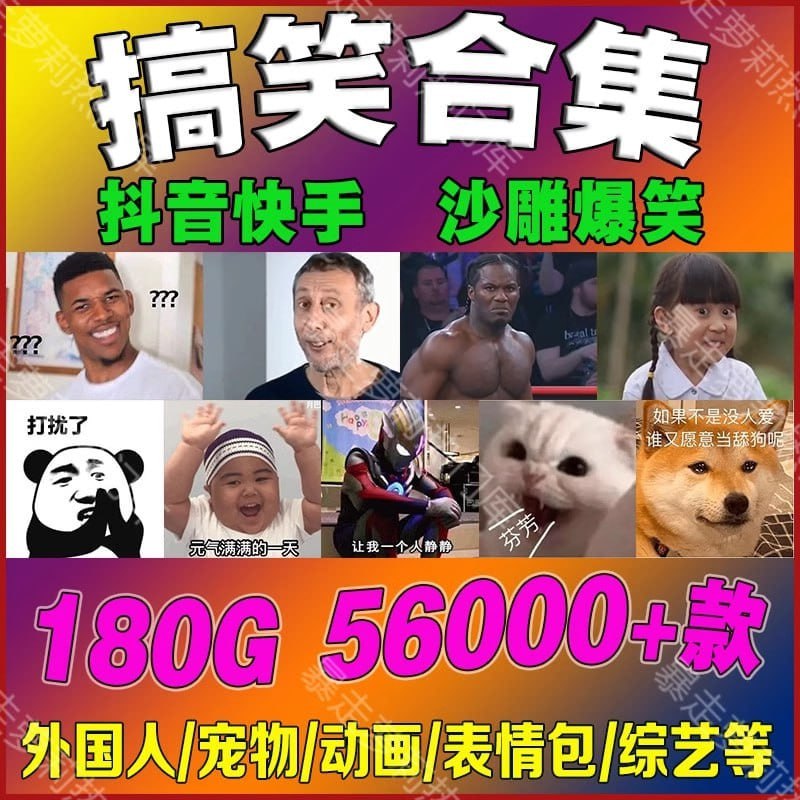 搞笑合集
抖音快手 沙雕爆笑
???
???
打扰了
元气满满的一天
Happy
让我一个人静静
芬芳
如果不是没人爱
谁又愿意当舔狗呢
180G 56000+款
外国人/宠物/动画/表情包/综艺等